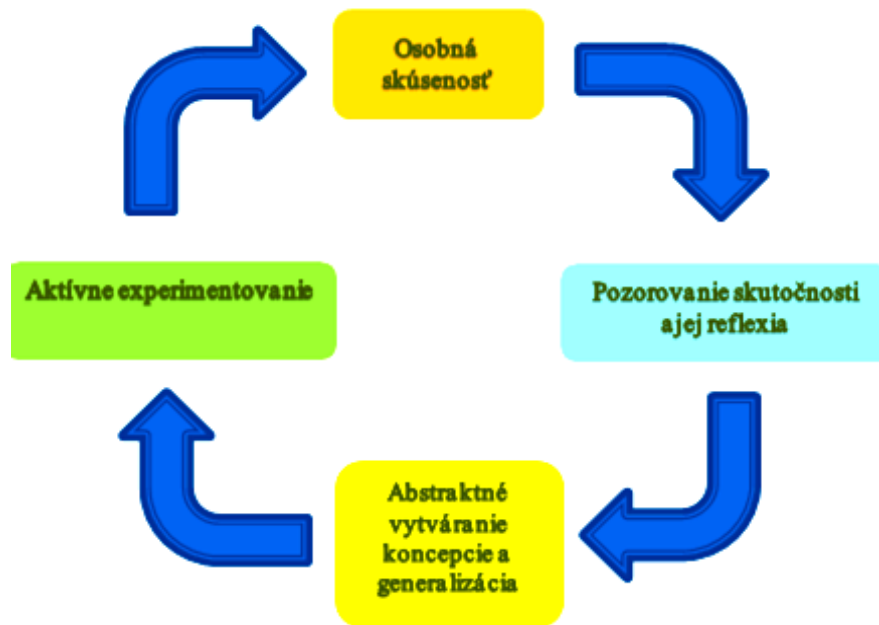 Osobná
skúsenosť
Aktívne experimentovanie
Pozorovanie skutočnosti
a jej reflexia
Abstraktné
vytváranie
koncepcie a
generalizácia